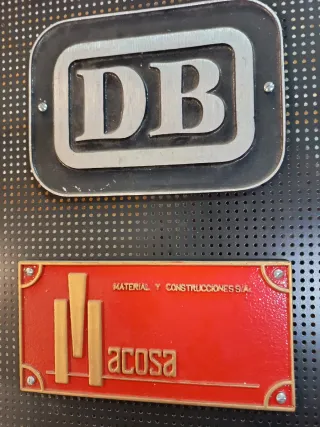 DB
MATERIAL Y CONSTRUCCIONES S/A.
Macosa